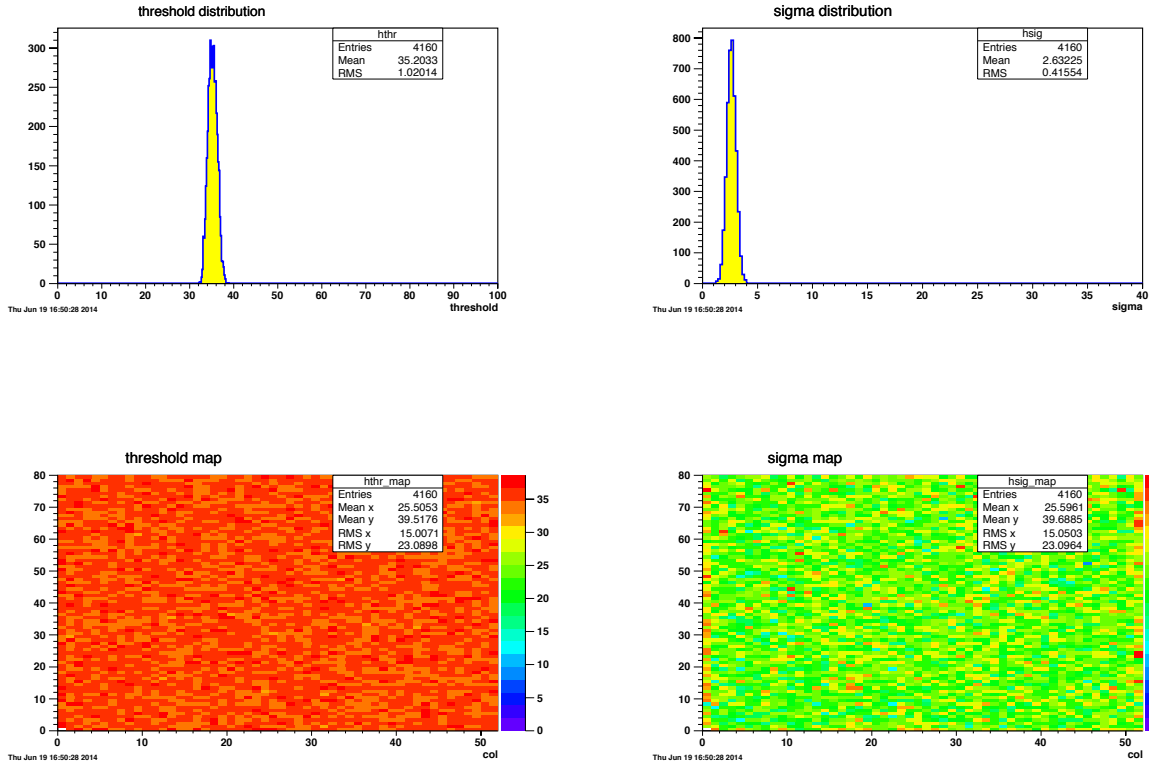 threshold distribution
hthr
Entries 4160
Mean 35.2033
RMS 1.02014
300
250
200
150
100
50
0
0 10 20 30 40 50 60 70 80 90 100
threshold
Thu Jun 19 16:50:28 2014
sigma distribution
hsig
Entries 4160
Mean 2.63225
RMS 0.41554
800
700
600
500
400
300
200
100
0
0 5 10 15 20 25 30 35 40
sigma
Thu Jun 19 16:50:28 2014
threshold map
hthr_map
Entries 4160
Mean x 25.5053
Mean y 39.5176
RMS x 15.0071
RMS y 23.0898
80
70
60
50
40
30
20
10
0
0 10 20 30 40 50
col
35
30
25
20
15
10
5
0
Thu Jun 19 16:50:28 2014
sigma map
hsig_map
Entries 4160
Mean x 25.5961
Mean y 39.6885
RMS x 15.0503
RMS y 23.0964
80
70
60
50
40
30
20
10
0
0 10 20 30 40 50
col
Thu Jun 19 16:50:28 2014